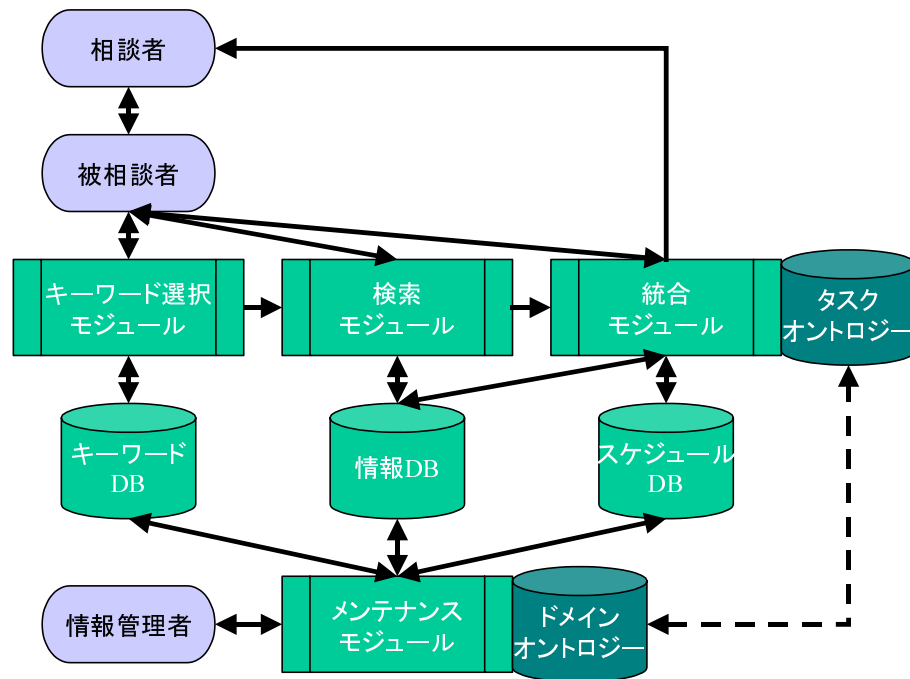 相談者
被相談者
キーワード選択
モジュール
検索
モジュール
統合
モジュール
タスク
オントロジー
キーワード
DB
情報DB
スケジュール
DB
情報管理者
メンテナンス
モジュール
ドメイン
オントロジー